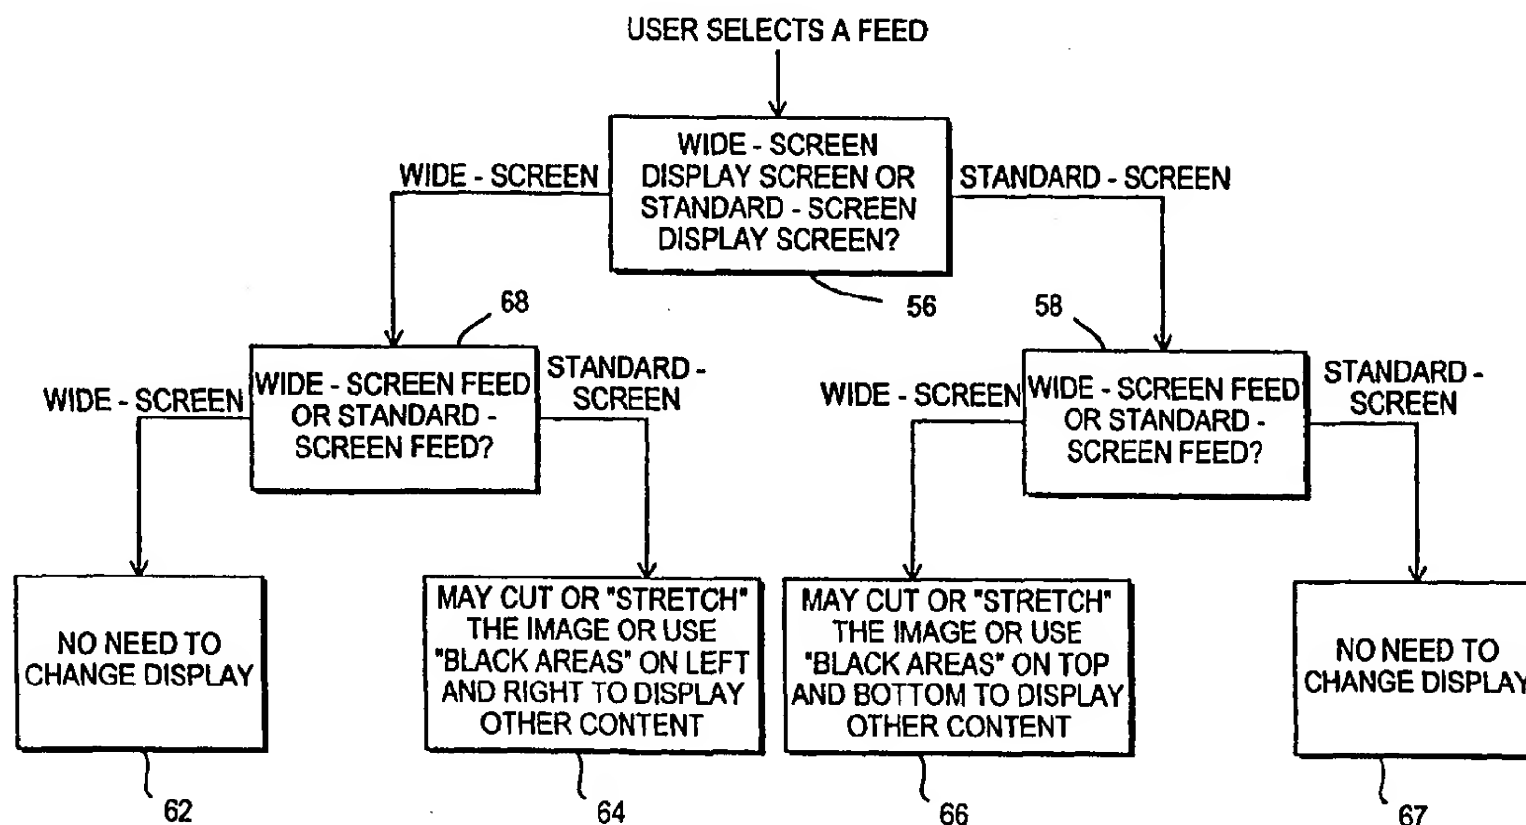 USER SELECTS A FEED
WIDE - SCREEN
DISPLAY SCREEN OR
STANDARD - SCREEN
DISPLAY SCREEN?
WIDE - SCREEN
STANDARD - SCREEN
56
68
58
WIDE - SCREEN FEED
OR STANDARD -
SCREEN FEED?
WIDE - SCREEN
STANDARD -
SCREEN
WIDE - SCREEN FEED
OR STANDARD -
SCREEN FEED?
WIDE - SCREEN
STANDARD -
SCREEN
NO NEED TO
CHANGE DISPLAY
MAY CUT OR "STRETCH"
THE IMAGE OR USE
"BLACK AREAS" ON LEFT
AND RIGHT TO DISPLAY
OTHER CONTENT
MAY CUT OR "STRETCH"
THE IMAGE OR USE
"BLACK AREAS" ON TOP
AND BOTTOM TO DISPLAY
OTHER CONTENT
NO NEED TO
CHANGE DISPLAY
62
64
66
67